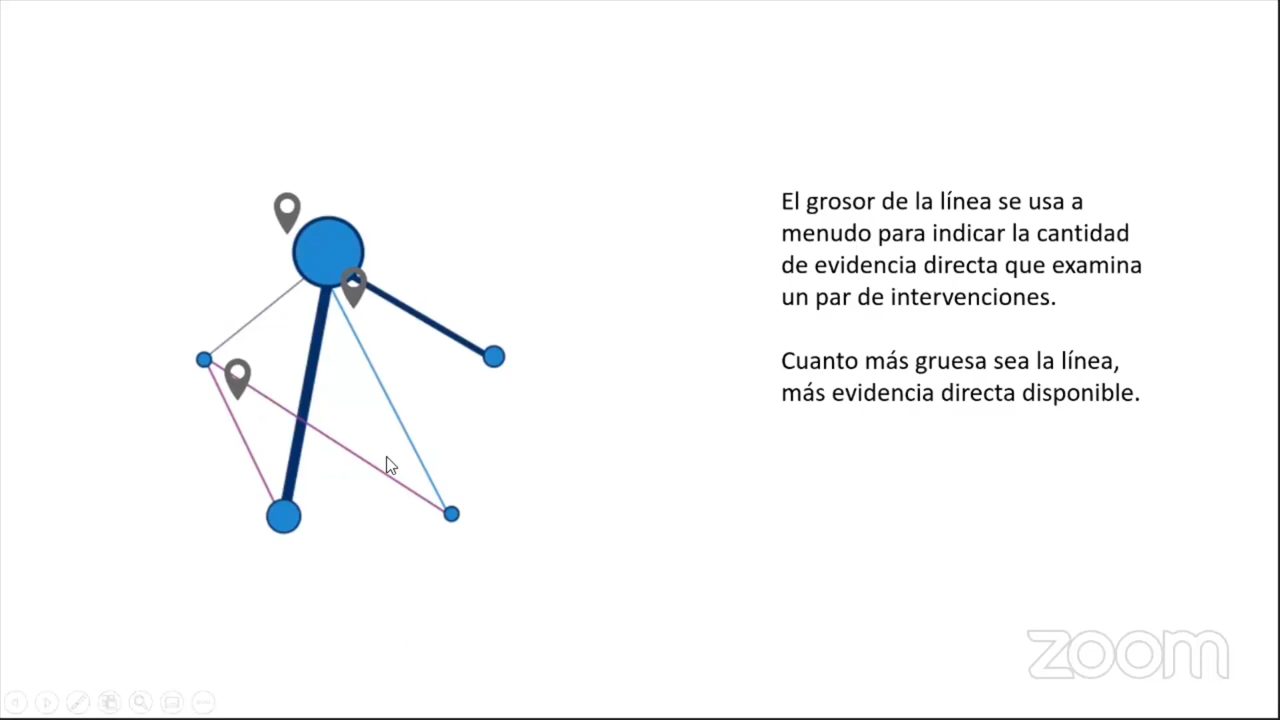 El grosor de la línea se usa a
menudo para indicar la cantidad
de evidencia directa que examina
un par de intervenciones.
Cuanto más gruesa sea la línea,
más evidencia directa disponible.
zoom